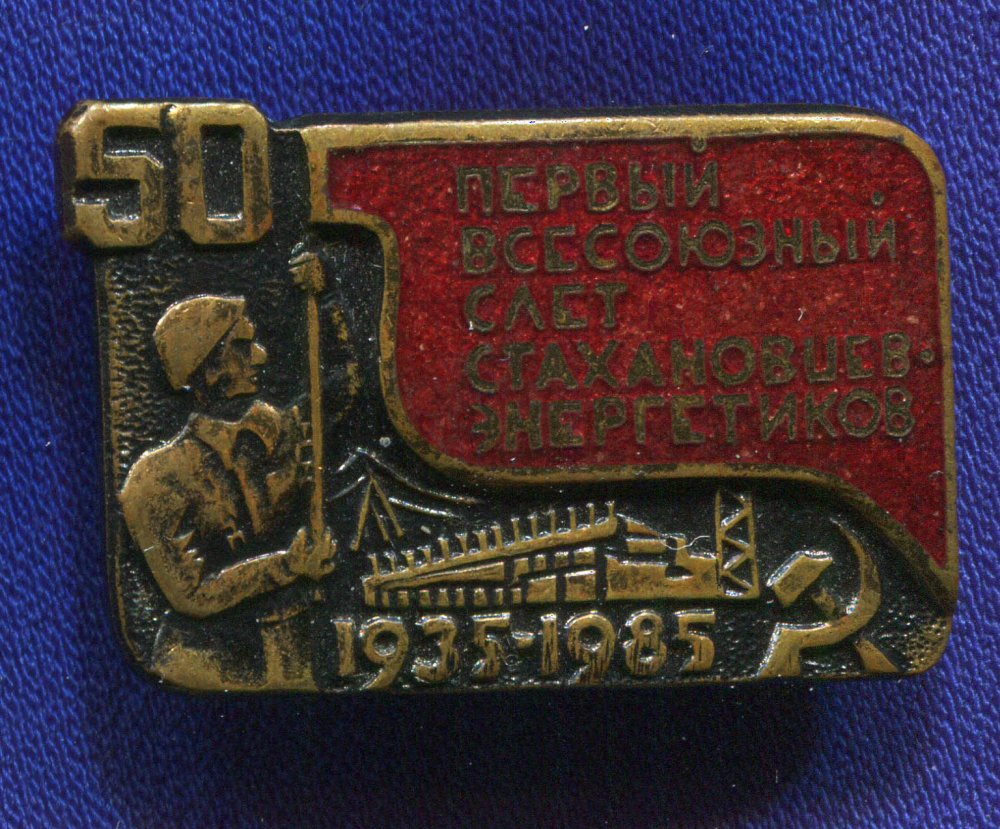 50
ПЕРВЫЙ
ВСЕСОЮЗНЫЙ
СЛЕТ
СТАХАНОВЦЕВ-
ЭНЕРГЕТИКОВ
1935·1985